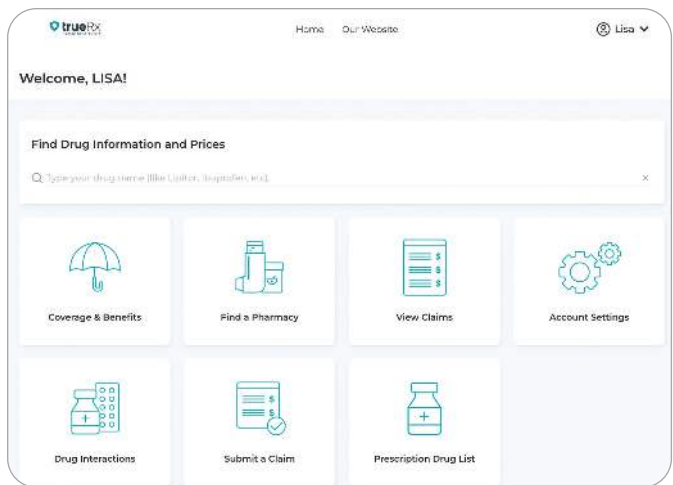 trueRx
Home Our Website
Lisa
Welcome, LISA!
Find Drug Information and Prices
Type your drug name (like Lipitor, Ibuprofen, etc).
Coverage & Benefits Find a Pharmacy View Claims Account Settings
Drug Interactions Submit a Claim Prescription Drug List